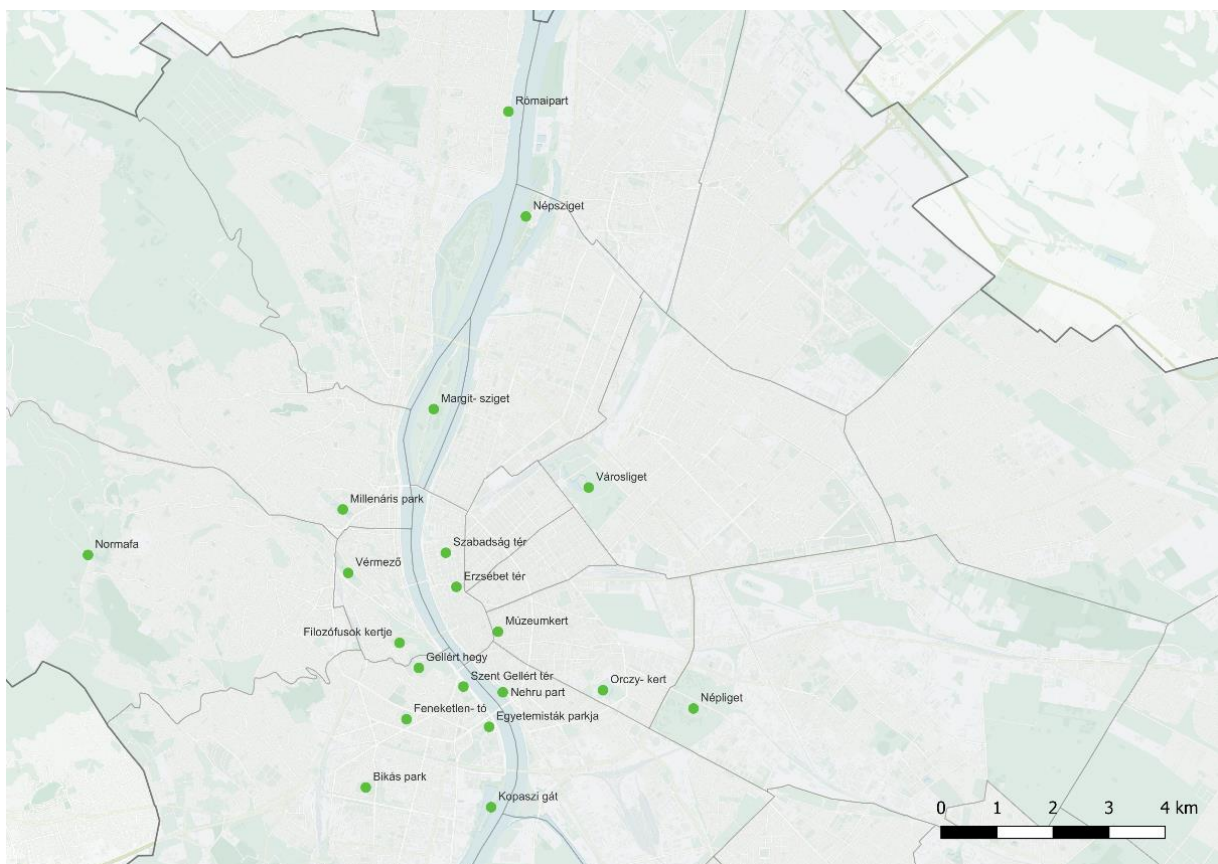 Rómaipart
Népsziget
Margit- sziget
Városliget
Millenáris park
Normafa
Szabadság tér
Vérmező
Erzsébet tér
Múzeumkert
Filozófusok kertje
Gellért hegy
Szent Gellért tér
Nehru part
Orczy- kert
Népliget
Feneketlen- tó
Egyetemisták parkja
Bikás park
Kopaszi gát
0 1 2 3 4 km